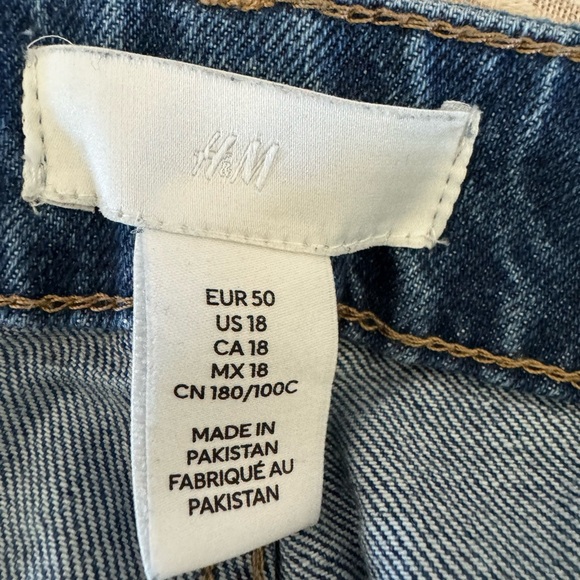 H&M
EUR 50
US 18
CA 18
MX 18
CN 180/100C
MADE IN
PAKISTAN
FABRIQUÉ AU
PAKISTAN